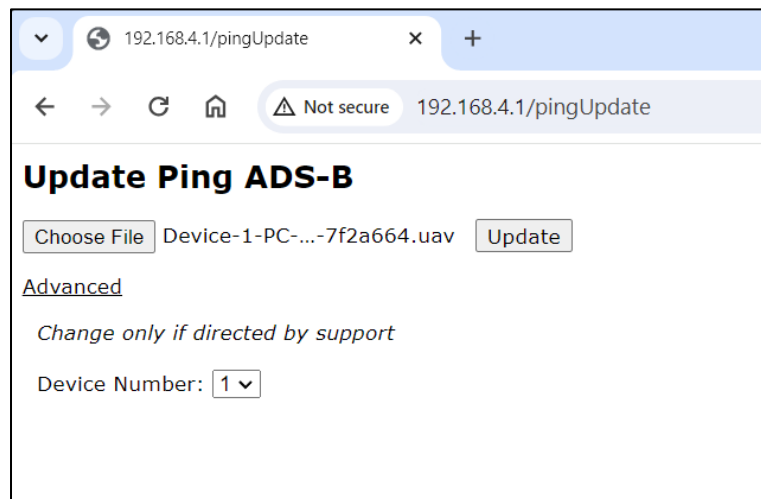 192.168.4.1/pingUpdate
Not secure 192.168.4.1/pingUpdate
Update Ping ADS-B
Choose File Device-1-PC-...-7f2a664.uav Update
Advanced
Change only if directed by support
Device Number: 1